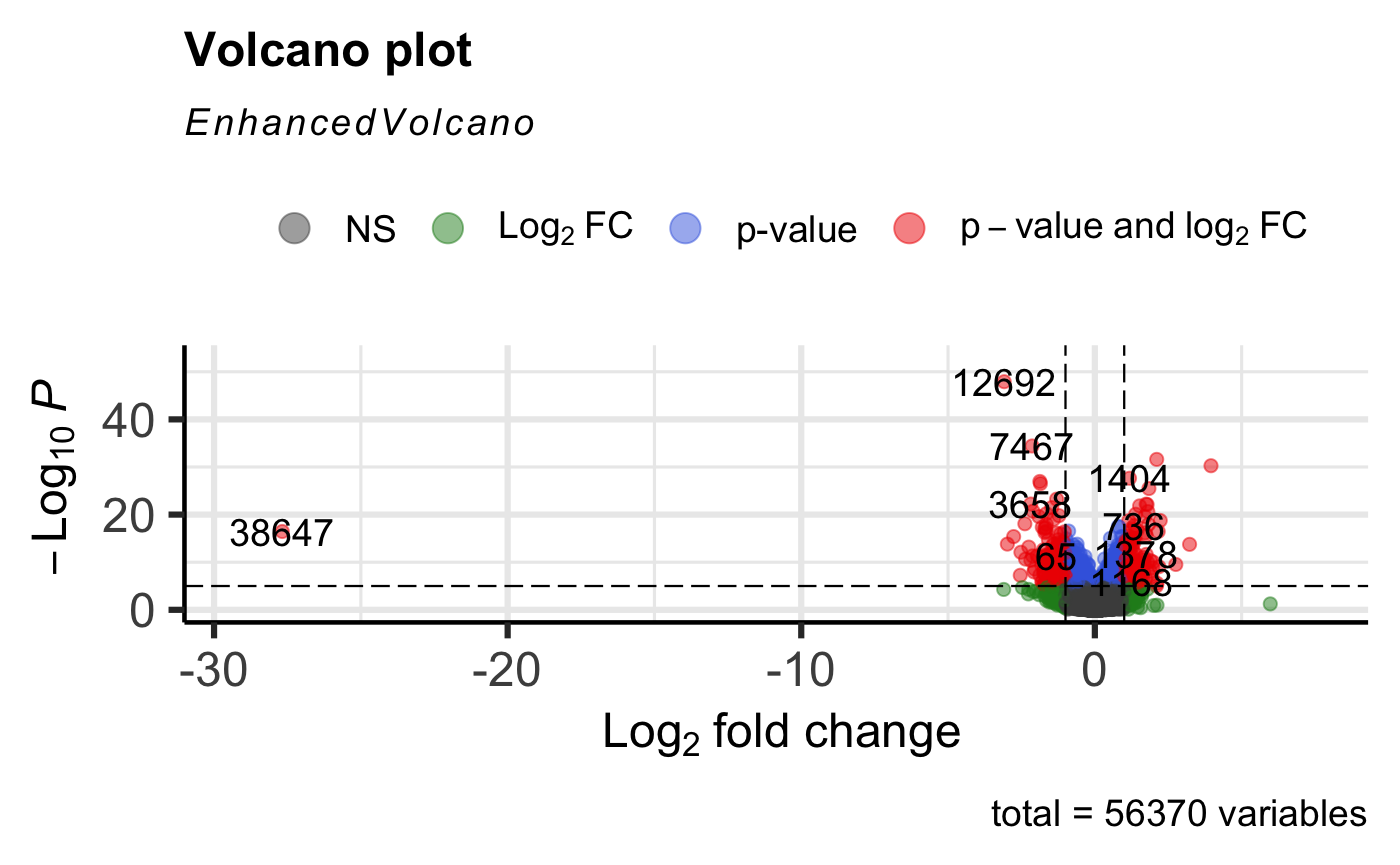 Volcano plot
EnhancedVolcano
NS Log₂ FC p-value p – value and log₂ FC
12692
40
7467
1404
3658
20
736
38647
65
1378
1168
0
–Log₁₀ P
-30 -20 -10 0
Log₂ fold change
total = 56370 variables